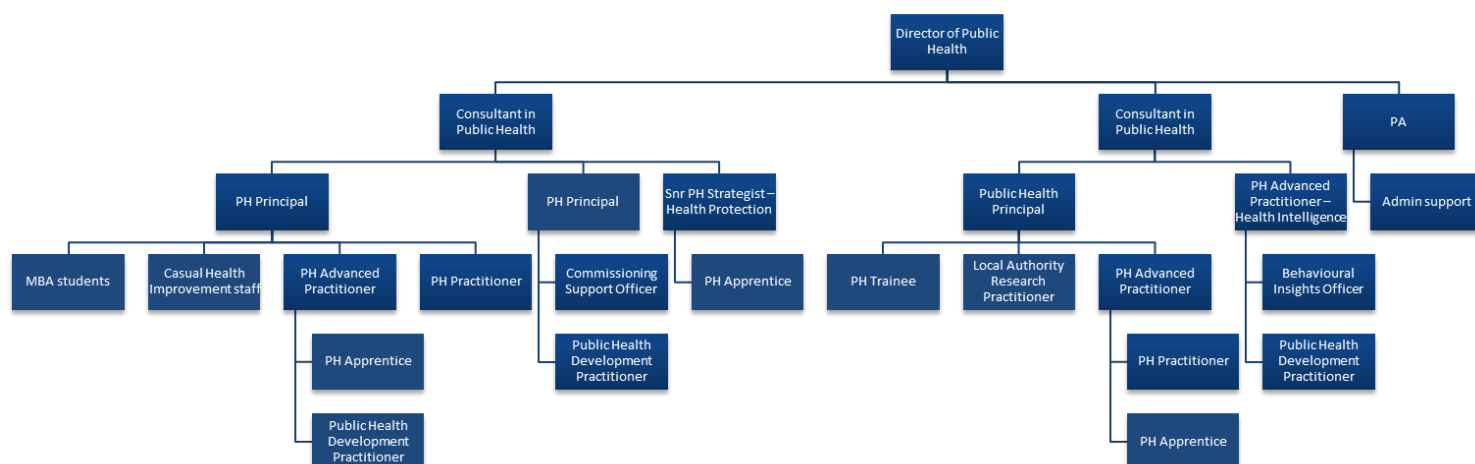 Director of Public
Health
Consultant in
Public Health
Consultant in
Public Health
PA
PH Principal
PH Principal
Snr PH Strategist –
Health Protection
Public Health
Principal
PH Advanced
Practitioner –
Health Intelligence
Admin support
MBA students
Casual Health
Improvement staff
PH Advanced
Practitioner
PH Practitioner
Commissioning
Support Officer
PH Apprentice
PH Trainee
Local Authority
Research
Practitioner
PH Advanced
Practitioner
Behavioural
Insights Officer
PH Apprentice
Public Health
Development
Practitioner
PH Practitioner
Public Health
Development
Practitioner
Public Health
Development
Practitioner
PH Apprentice